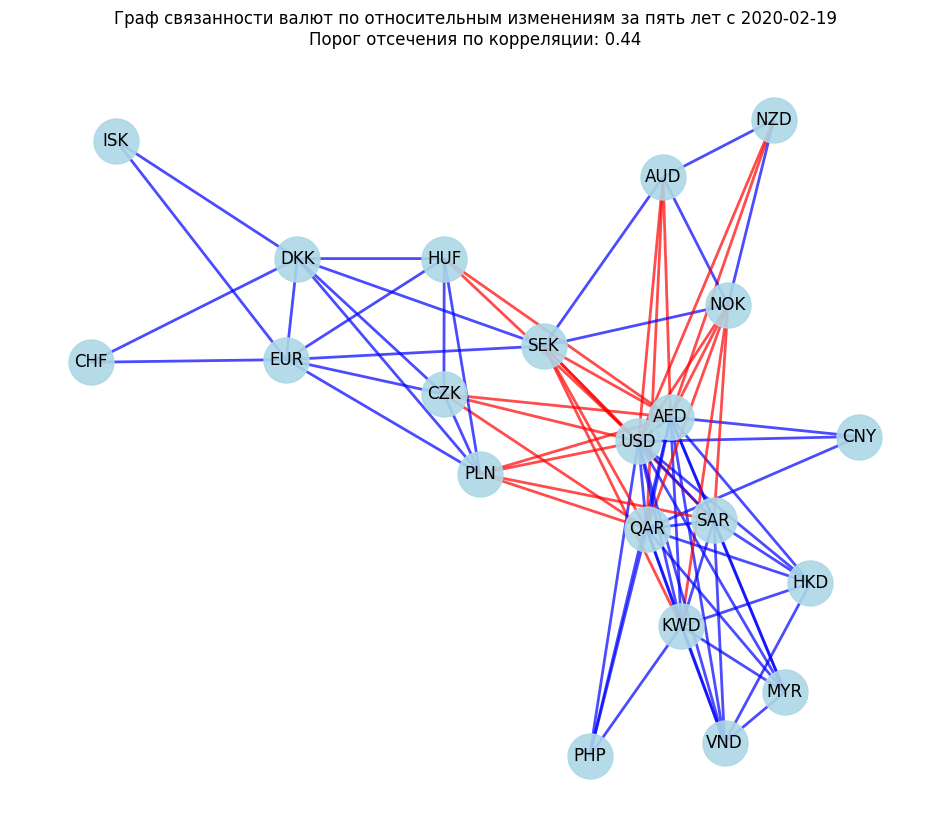 Граф связанности валют по относительным изменениям за пять лет с 2020-02-19
Порог отсечения по корреляции: 0.44
NZD
ISK
AUD
DKK
HUF
NOK
SEK
EUR
CHF
CZK
AED
CNY
USD
PLN
SAR
QAR
HKD
KWD
MYR
VND
PHP